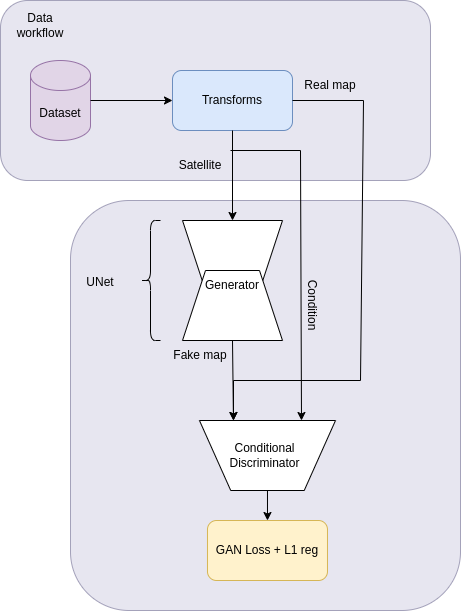 Data
workflow
Dataset
Transforms
Real map
Satellite
UNet
Generator
Condition
Fake map
Conditional
Discriminator
GAN Loss + L1 reg